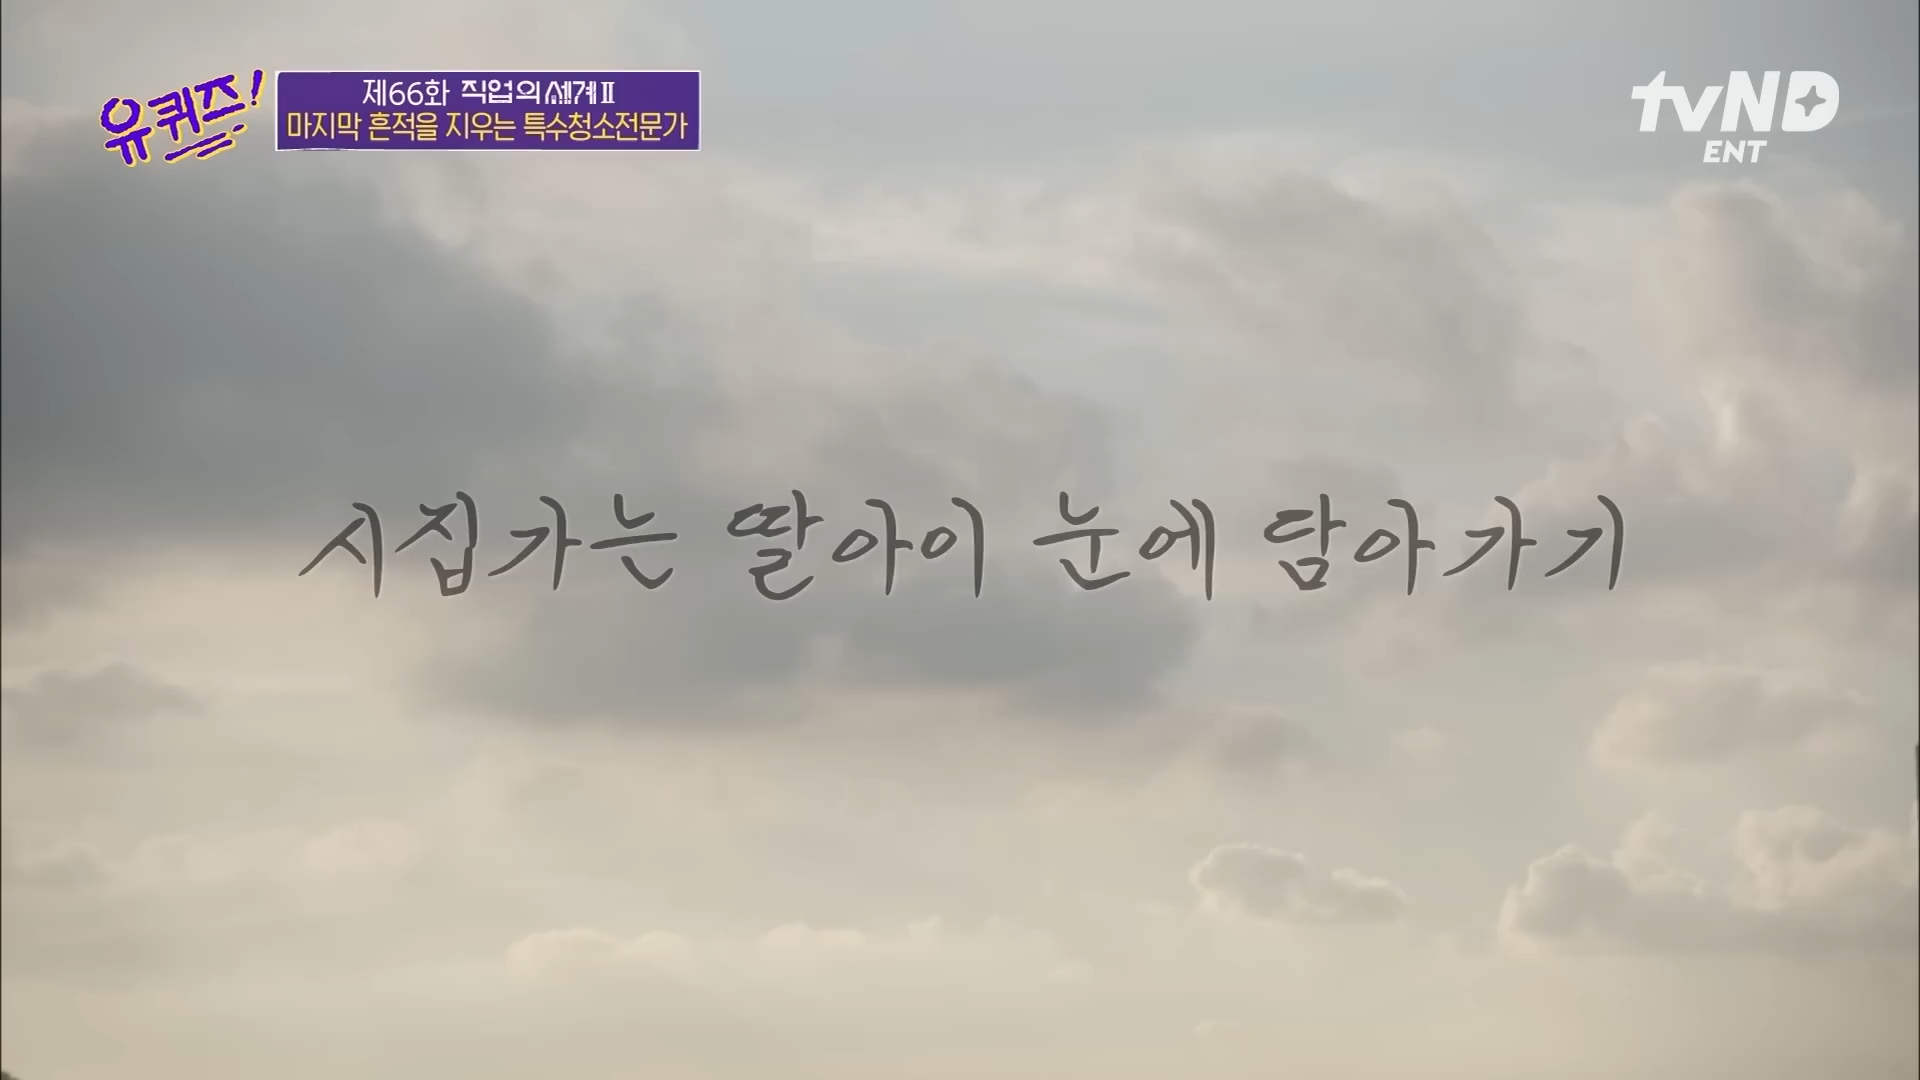 유퀴즈!
제66화 직업의 세계 II
마지막 흔적을 지우는 특수청소전문가
tvND
ENT
시집가는 딸아이 눈에 담아가기